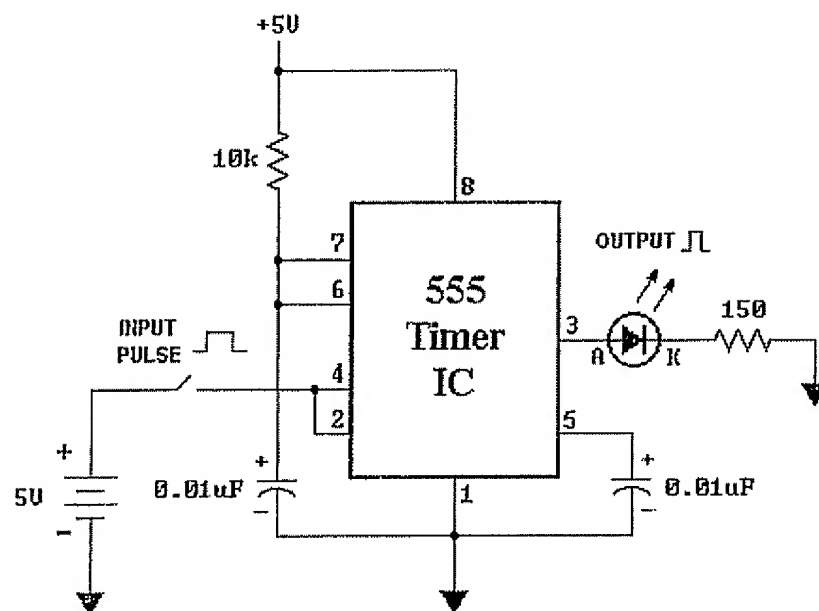 +5V
10k
8
7
6
555
Timer
IC
OUTPUT
150
3
A
K
INPUT
PULSE
4
2
5
+
5V
-
+
0.01uF
-
1
+
0.01uF
-